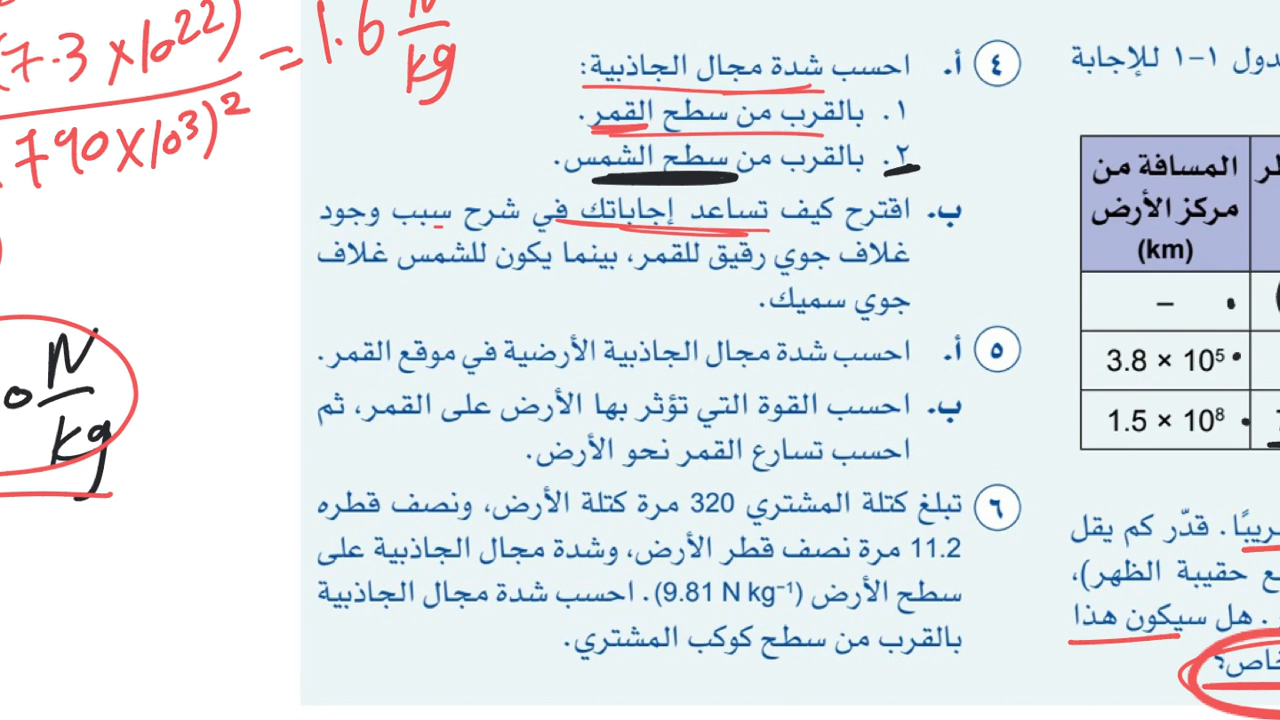 دول ١-١ للإجابة
المسافة من
مركز الأرض
(km)
–
3.8 × 10⁵
1.5 × 10⁸
قدّر كم يقل
ع حقيبة الظهر)،
. هل سيكون هذا
٤ أ. احسب شدة مجال الجاذبية:
١. بالقرب من سطح القمر.
٢. بالقرب من سطح الشمس.
ب. اقترح كيف تساعد إجاباتك في شرح سبب وجود
غلاف جوي رقيق للقمر، بينما يكون للشمس غلاف
جوي سميك.
٥ أ. احسب شدة مجال الجاذبية الأرضية في موقع القمر.
ب. احسب القوة التي تؤثر بها الأرض على القمر، ثم
احسب تسارع القمر نحو الأرض.
٦ تبلغ كتلة المشتري 320 مرة كتلة الأرض، ونصف قطره
11.2 مرة نصف قطر الأرض، وشدة مجال الجاذبية على
سطح الأرض (9.81 N kg⁻¹). احسب شدة مجال الجاذبية
بالقرب من سطح كوكب المشتري.
(7.3 × 10²²) = 1.6 N
kg
790 × 10³)²
0 N
kg